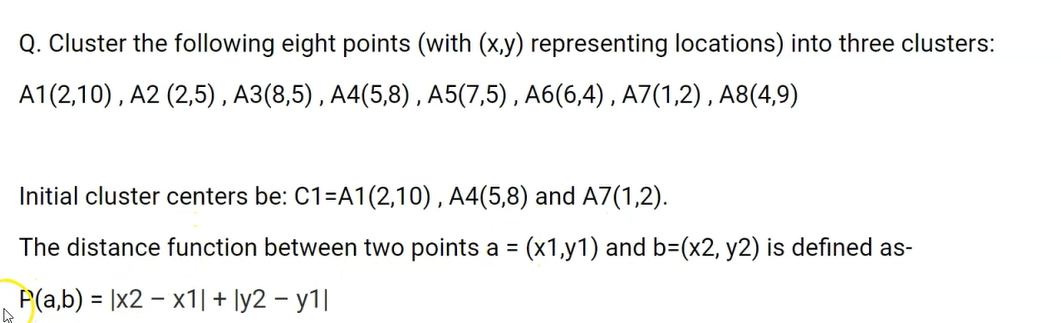 Q. Cluster the following eight points (with (x,y) representing locations) into three clusters:
A1(2,10) , A2 (2,5) , A3(8,5) , A4(5,8) , A5(7,5) , A6(6,4) , A7(1,2) , A8(4,9)
Initial cluster centers be: C1=A1(2,10) , A4(5,8) and A7(1,2).
The distance function between two points a = (x1,y1) and b=(x2, y2) is defined as-
P(a,b) = |x2 – x1| + |y2 – y1|